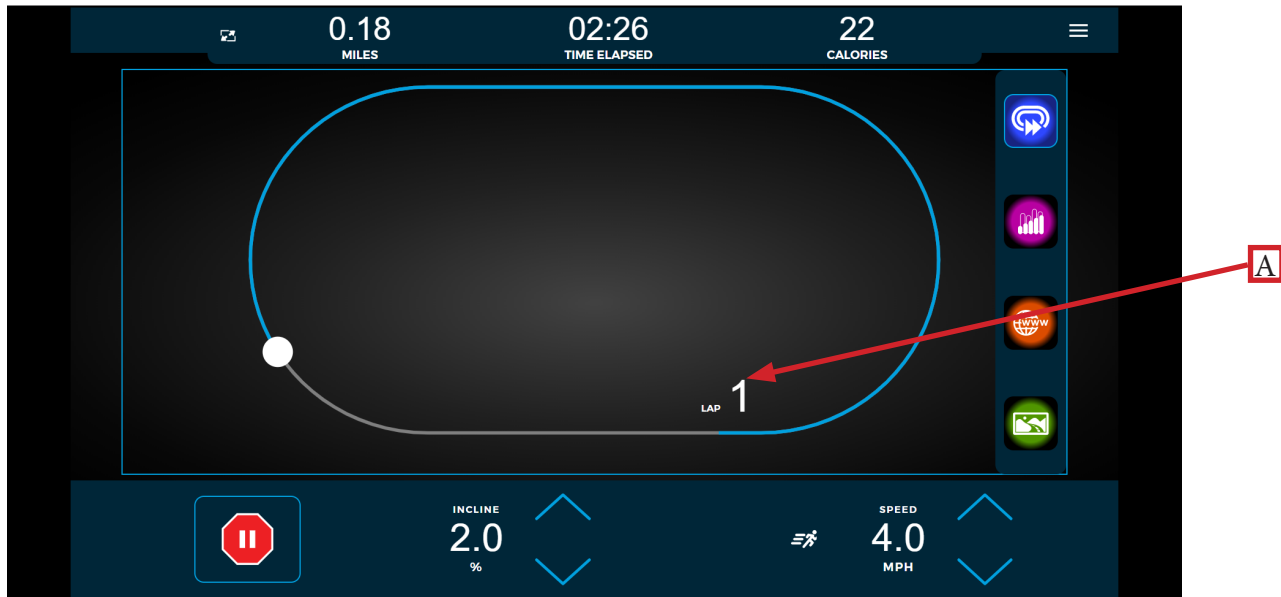 0.18
MILES
02:26
TIME ELAPSED
22
CALORIES
A
WWW
LAP 1
INCLINE
2.0
%
SPEED
4.0
MPH